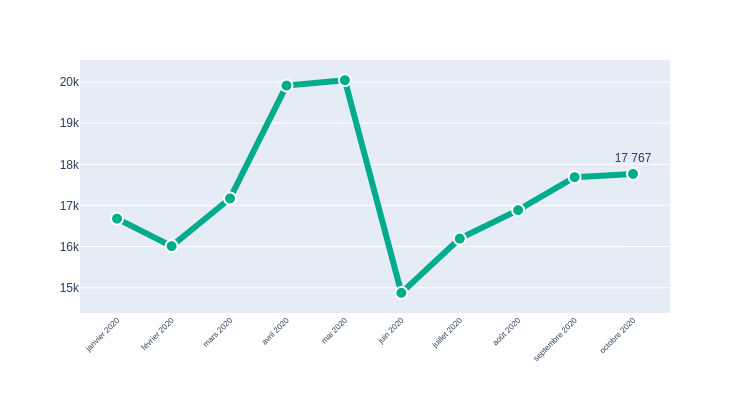 20k
19k
18k
17k
16k
15k
17 767
janvier 2020
février 2020
mars 2020
avril 2020
mai 2020
juin 2020
juillet 2020
août 2020
septembre 2020
octobre 2020